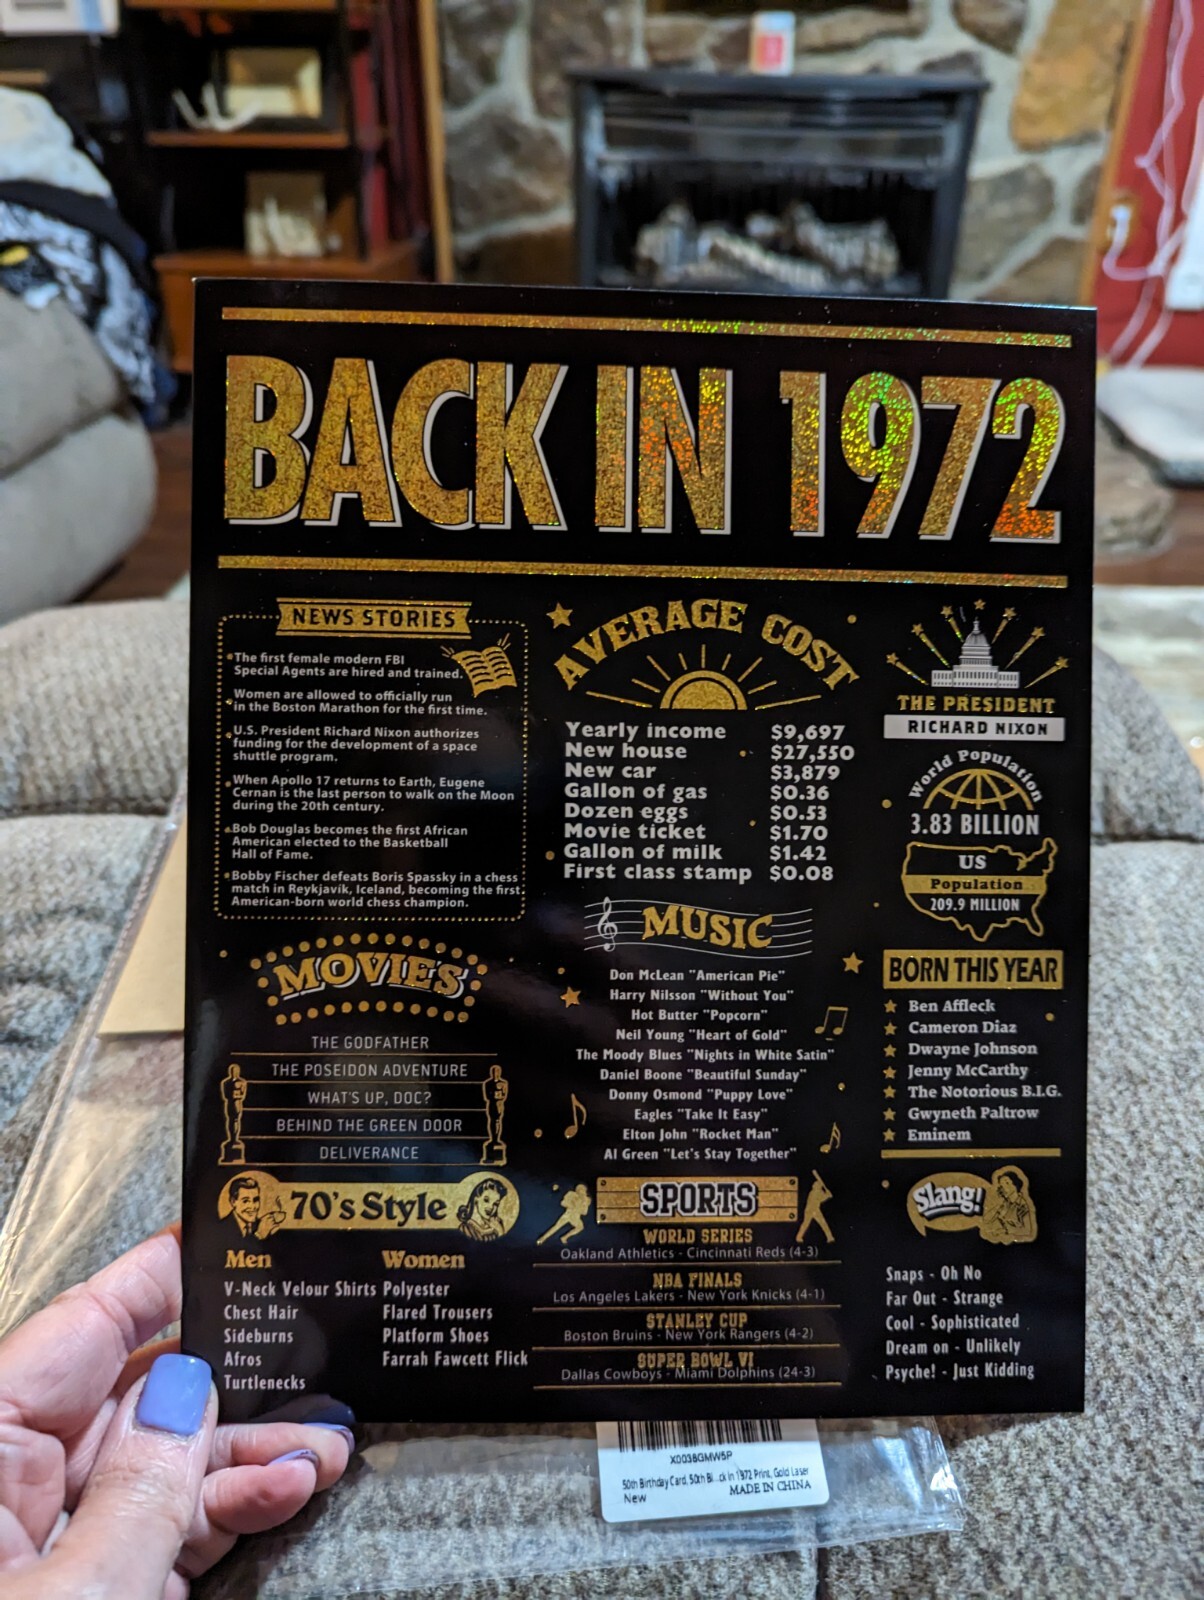 BACK IN 1972
NEWS STORIES
The first female modern FBI
Special Agents are hired and trained.
Women are allowed to officially run
in the Boston Marathon for the first time.
U.S. President Richard Nixon authorizes
funding for the development of a space
shuttle program.
When Apollo 17 returns to Earth, Eugene
Cernan is the last person to walk on the Moon
during the 20th century.
Bob Douglas becomes the first African
American elected to the Basketball
Hall of Fame.
Bobby Fischer defeats Boris Spassky in a chess
match in Reykjavík, Iceland, becoming the first
American-born world chess champion.
AVERAGE COST
Yearly income $9,697
New house $27,550
New car $3,879
Gallon of gas $0.36
Dozen eggs $0.53
Movie ticket $1.70
Gallon of milk $1.42
First class stamp $0.08
THE PRESIDENT
RICHARD NIXON
World Population
3.83 BILLION
US
Population
209.9 MILLION
MOVIES
THE GODFATHER
THE POSEIDON ADVENTURE
WHAT'S UP, DOC?
BEHIND THE GREEN DOOR
DELIVERANCE
MUSIC
Don McLean "American Pie"
Harry Nilsson "Without You"
Hot Butter "Popcorn"
Neil Young "Heart of Gold"
The Moody Blues "Nights in White Satin"
Daniel Boone "Beautiful Sunday"
Donny Osmond "Puppy Love"
Eagles "Take It Easy"
Elton John "Rocket Man"
Al Green "Let's Stay Together"
BORN THIS YEAR
Ben Affleck
Cameron Diaz
Dwayne Johnson
Jenny McCarthy
The Notorious B.I.G.
Gwyneth Paltrow
Eminem
70's Style
Men
V-Neck Velour Shirts
Chest Hair
Sideburns
Afros
Turtlenecks
Women
Polyester
Flared Trousers
Platform Shoes
Farrah Fawcett Flick
SPORTS
WORLD SERIES
Oakland Athletics - Cincinnati Reds (4-3)
NBA FINALS
Los Angeles Lakers - New York Knicks (4-1)
STANLEY CUP
Boston Bruins - New York Rangers (4-2)
SUPER BOWL VI
Dallas Cowboys - Miami Dolphins (24-3)
Slang!
Snaps - Oh No
Far Out - Strange
Cool - Sophisticated
Dream on - Unlikely
Psyche! - Just Kidding
X0038GMW5P
50th Birthday Card, 50th Bi...ck in 1972 Print, Gold Laser
New MADE IN CHINA